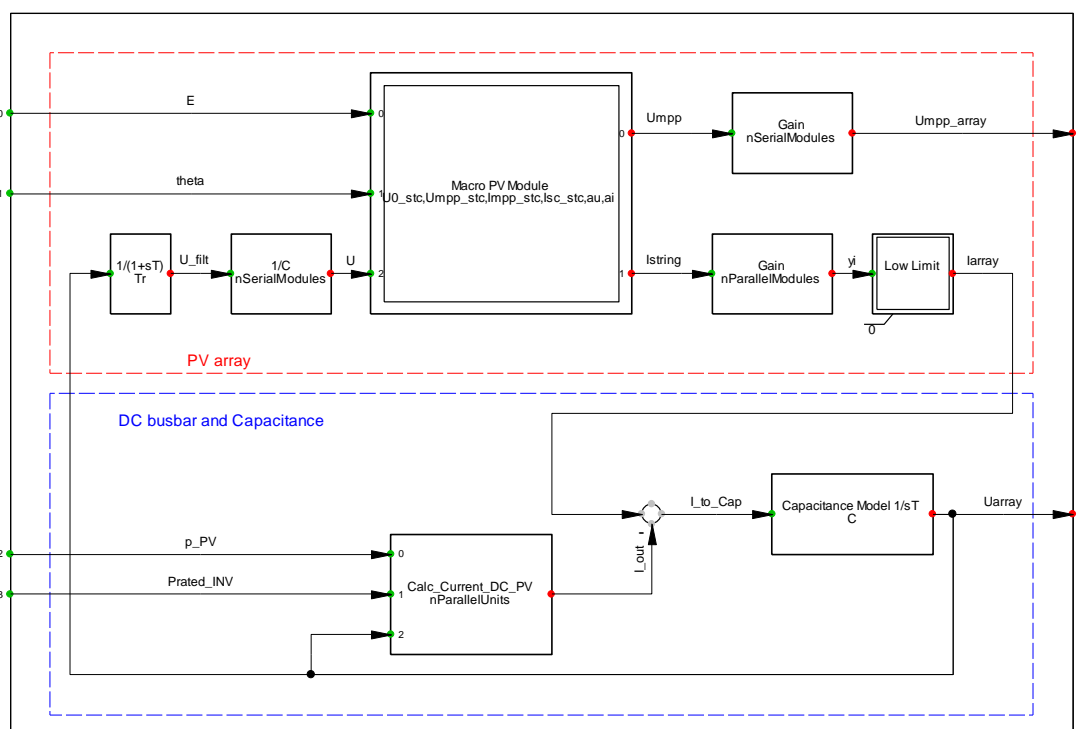 E
0
0
Umpp
Gain
nSerialModules
Umpp_array
0
theta
1
Macro PV Module
U0_stc,Umpp_stc,Impp_stc,Isc_stc,au,ai
1/(1+sT)
Tr
U_filt
1/C
nSerialModules
U
2
1
Istring
Gain
nParallelModules
yi
Low Limit
Iarray
0
PV array
DC busbar and Capacitance
I_to_Cap
Capacitance Model 1/sT
C
Uarray
-
I_out
2
p_PV
0
Prated_INV
1
Calc_Current_DC_PV
nParallelUnits
2